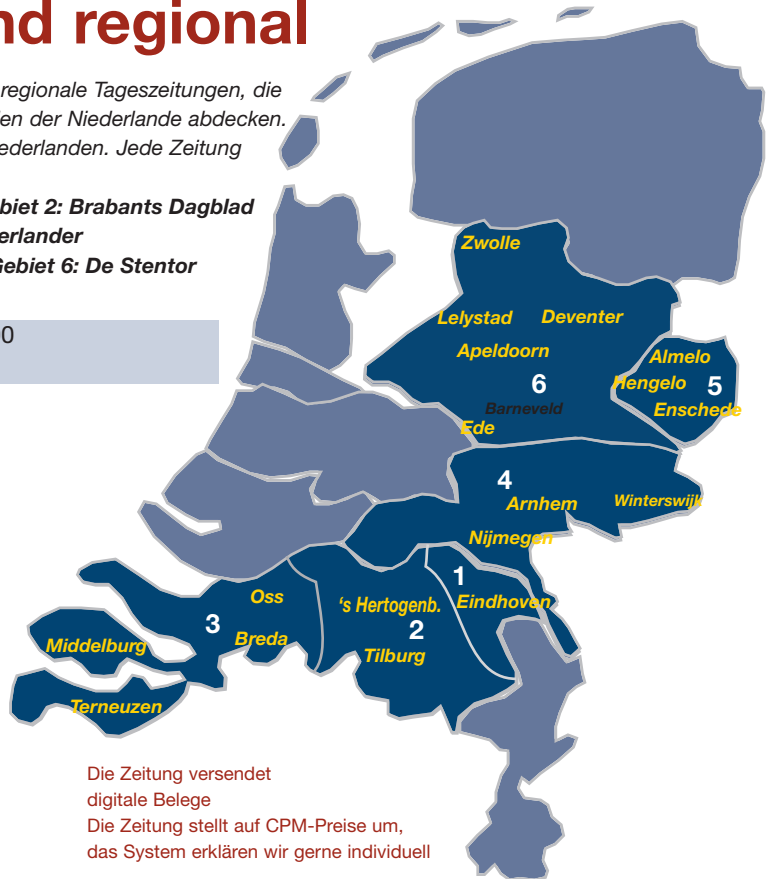 nd regional
regionale Tageszeitungen, die
en der Niederlande abdecken.
ederlanden. Jede Zeitung
biet 2: Brabants Dagblad
erlander
Gebiet 6: De Stentor
0
Zwolle
Lelystad
Deventer
Apeldoorn
Almelo
6
Hengelo
5
Barneveld
Enschede
Ede
4
Arnhem
Winterswijk
Nijmegen
1
Oss
's Hertogenb.
Eindhoven
3
2
Middelburg
Breda
Tilburg
Terneuzen
Die Zeitung versendet
digitale Belege
Die Zeitung stellt auf CPM-Preise um,
das System erklären wir gerne individuell